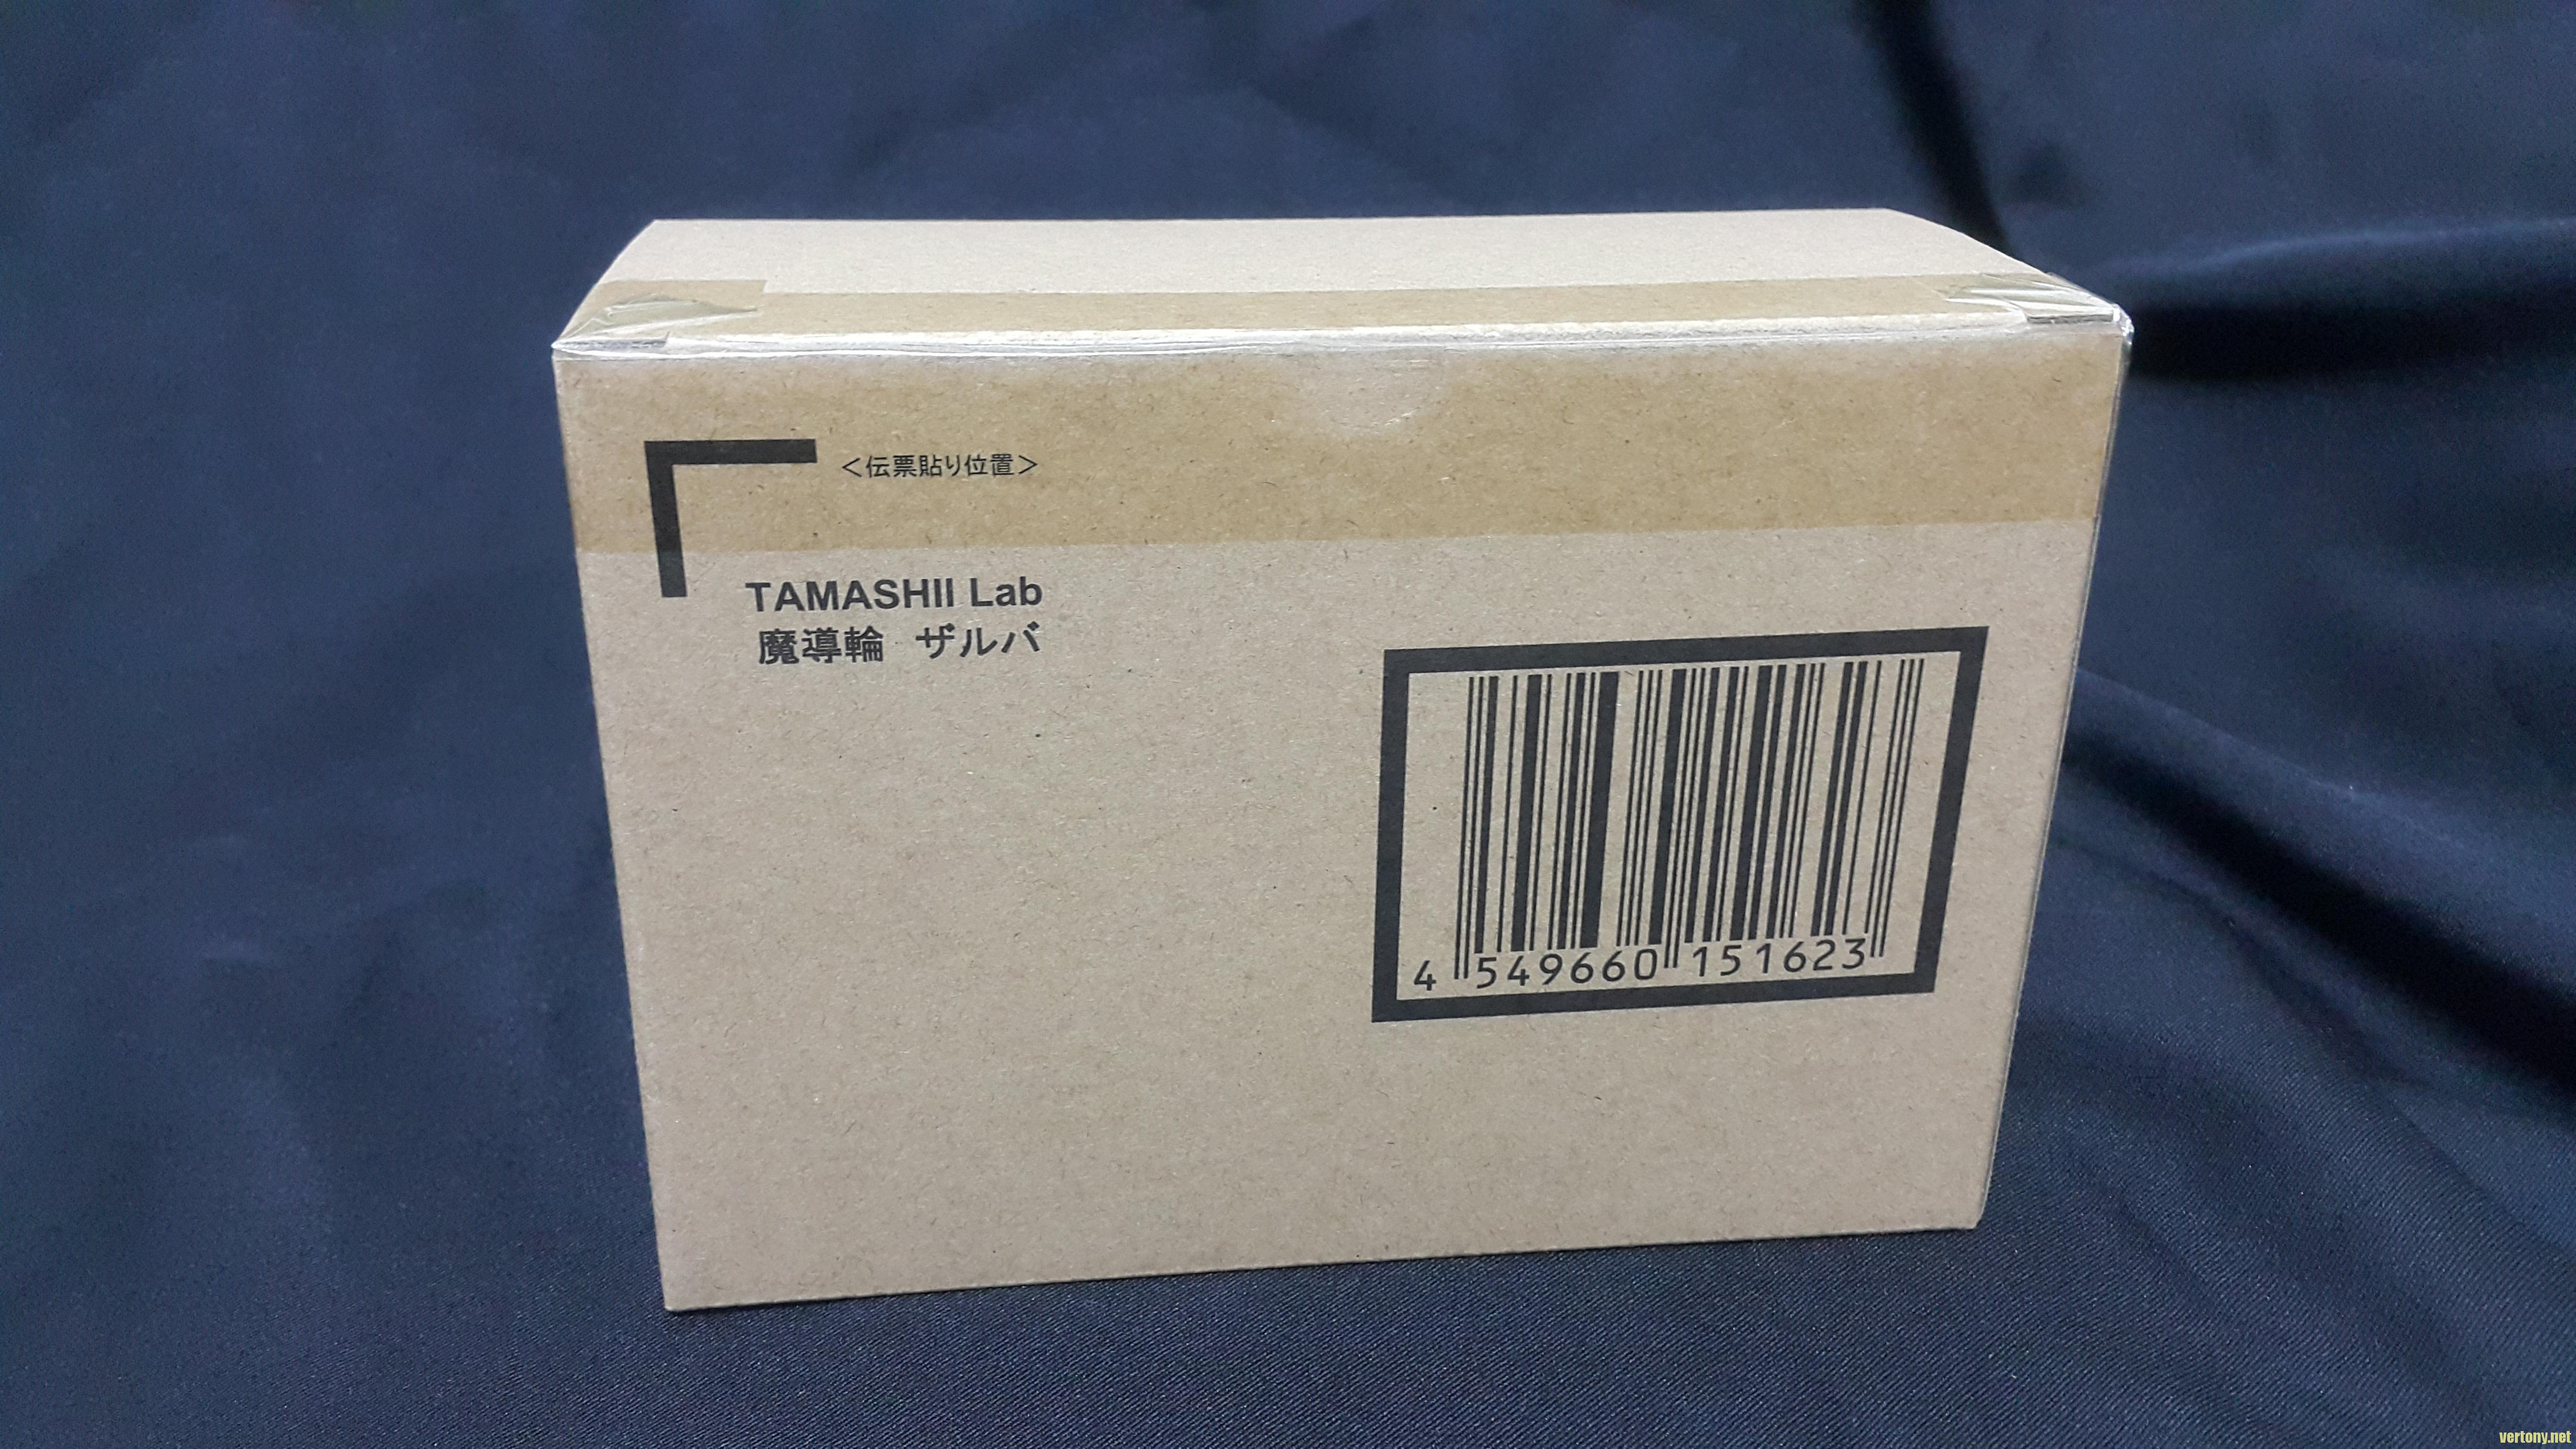 ＜伝票貼り位置＞
TAMASHII Lab
魔導輪 ザルバ
4 549660 151623
vertony.net